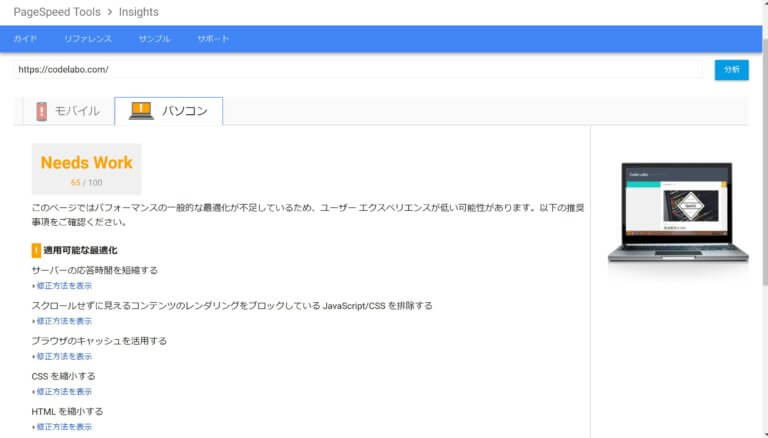 PageSpeed Tools > Insights
ガイド リファレンス サンプル サポート
https://codelabo.com/
分析
モバイル パソコン
Needs Work
65 / 100
このページではパフォーマンスの一般的な最適化が不足しているため、ユーザー エクスペリエンスが低い可能性があります。以下の推奨
事項をご確認ください。
! 適用可能な最適化
サーバーの応答時間を短縮する
修正方法を表示
スクロールせずに見えるコンテンツのレンダリングをブロックしている JavaScript/CSS を排除する
修正方法を表示
ブラウザのキャッシュを活用する
修正方法を表示
CSS を縮小する
修正方法を表示
HTML を縮小する
修正方法を表示
Code Labo